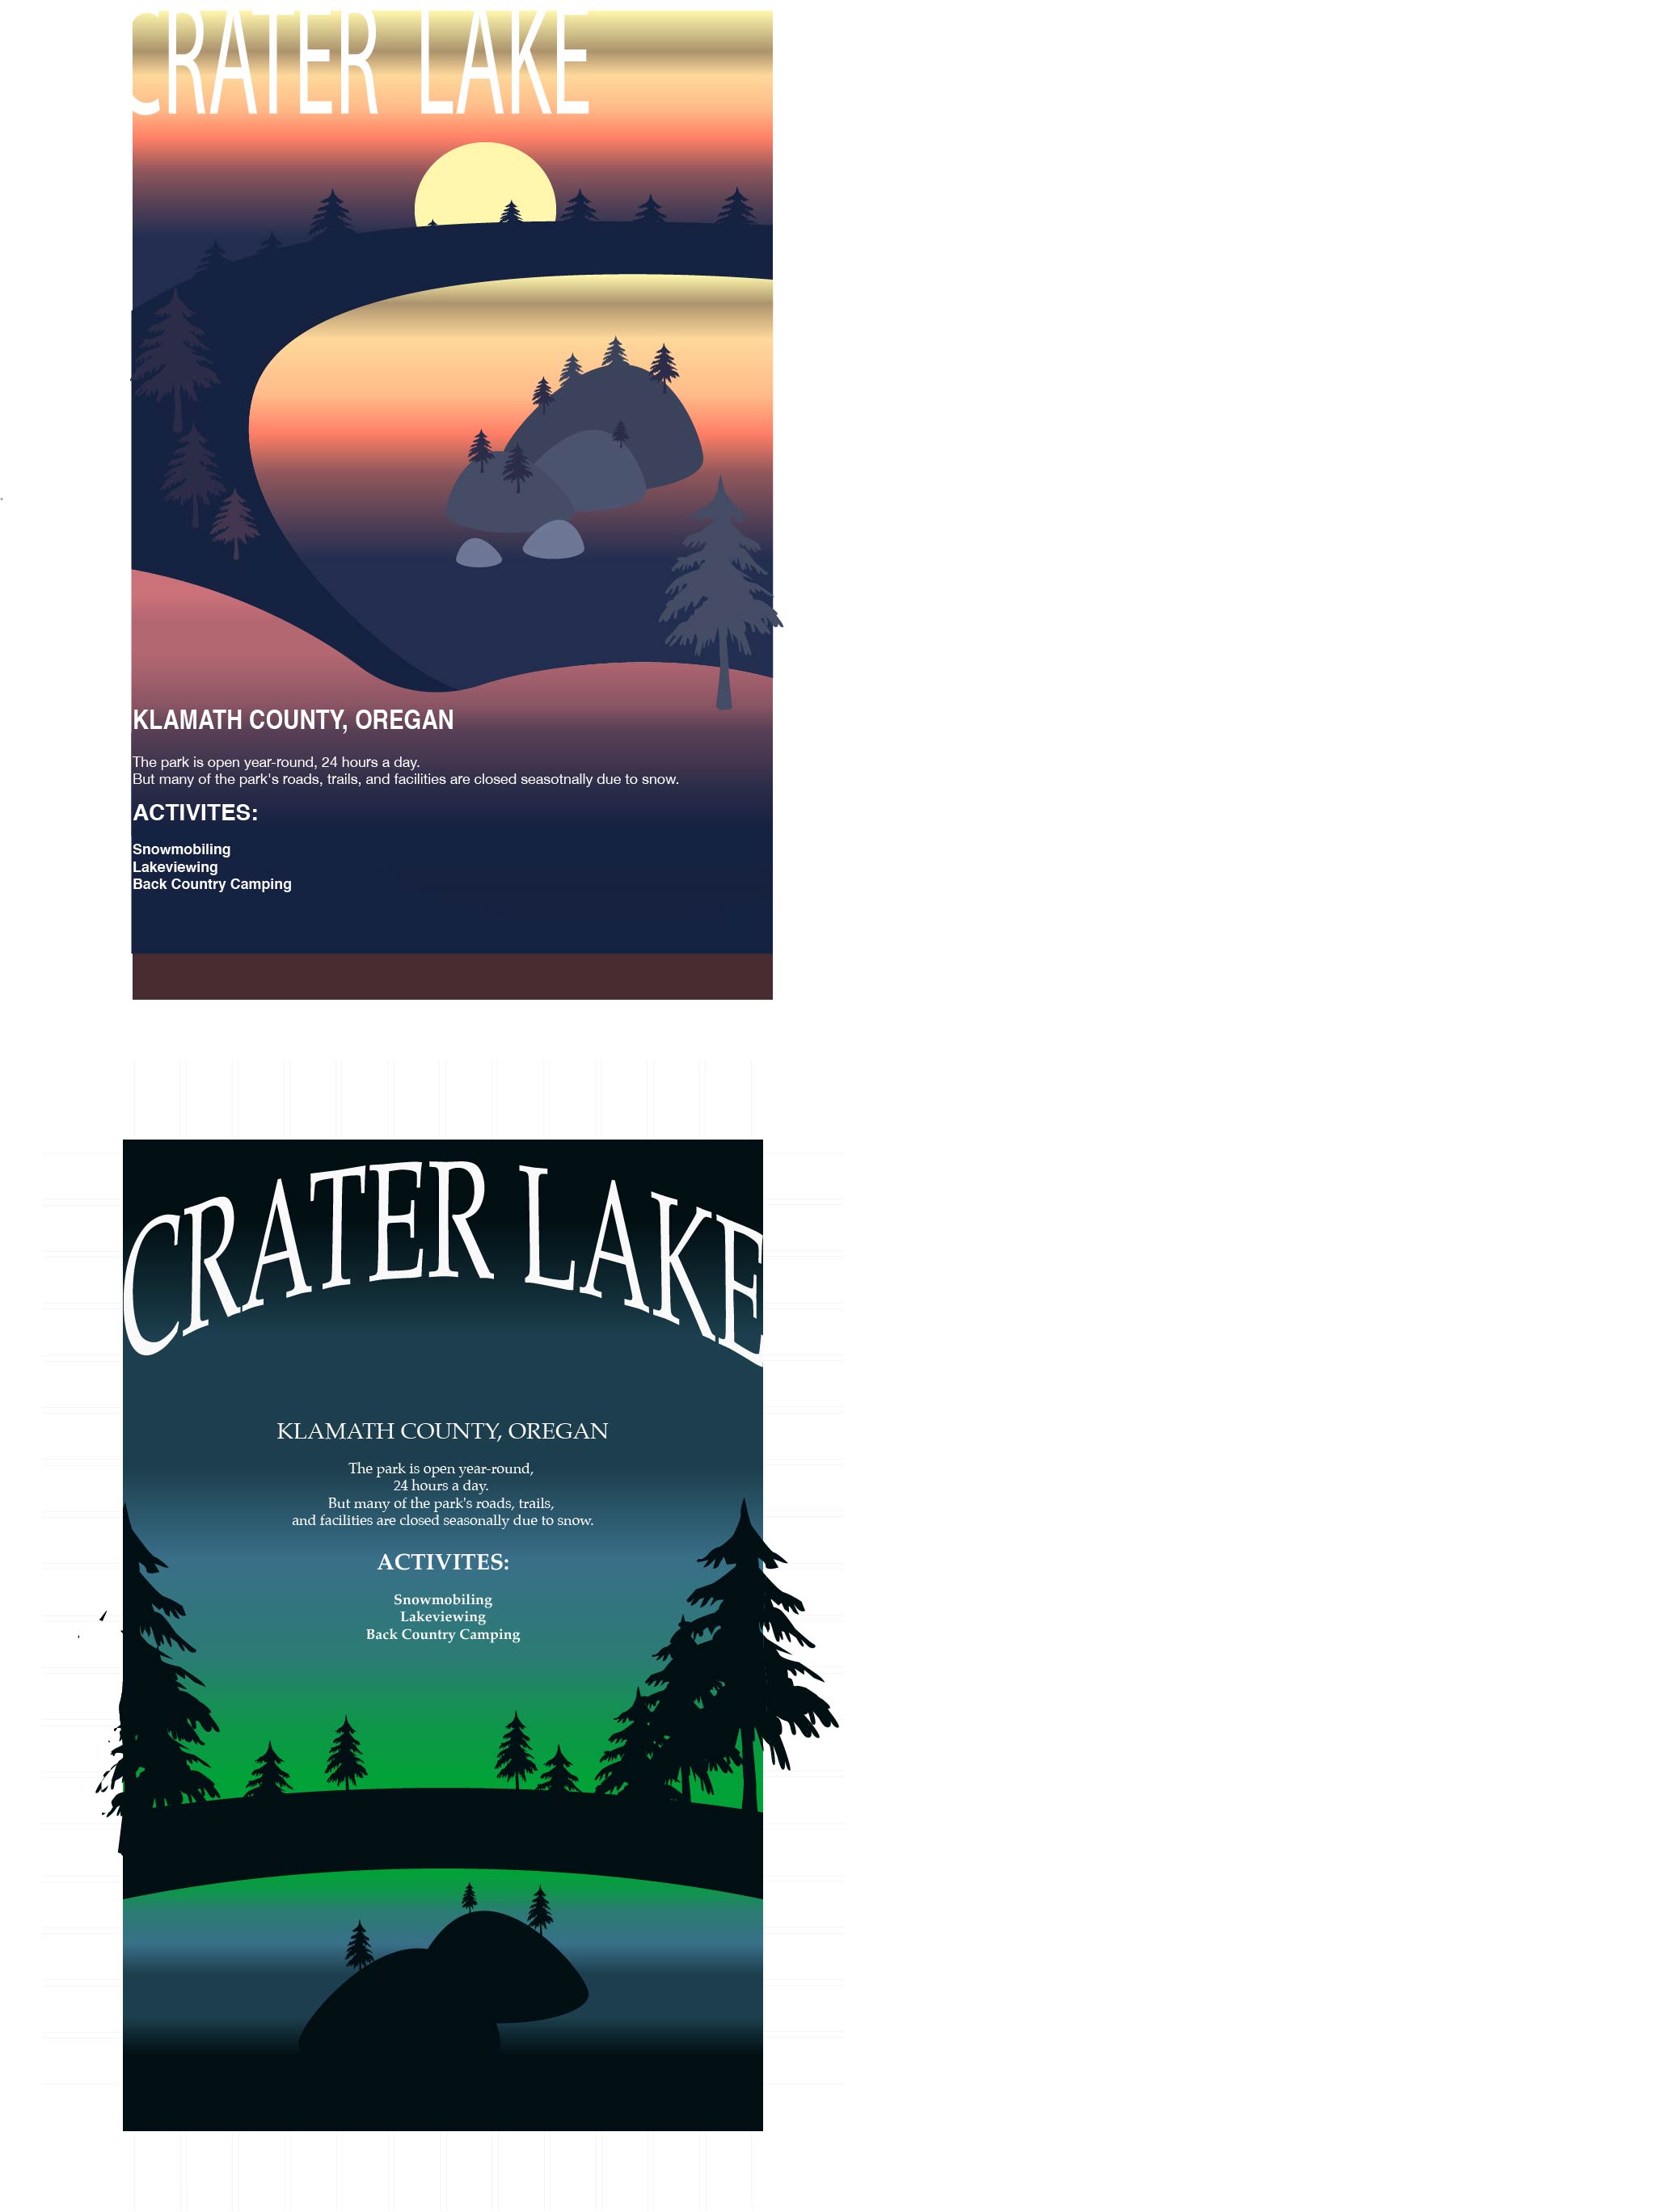 CRATER LAKE
KLAMATH COUNTY, OREGAN
The park is open year-round, 24 hours a day.
But many of the park's roads, trails, and facilities are closed seasotnally due to snow.
ACTIVITES:
Snowmobiling
Lakeviewing
Back Country Camping
CRATER LAKE
KLAMATH COUNTY, OREGAN
The park is open year-round,
24 hours a day.
But many of the park's roads, trails,
and facilities are closed seasonally due to snow.
ACTIVITES:
Snowmobiling
Lakeviewing
Back Country Camping